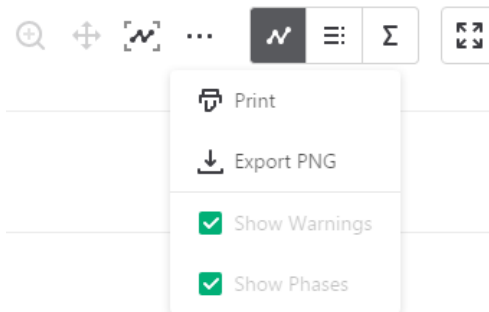 Σ
Print
Export PNG
Show Warnings
Show Phases